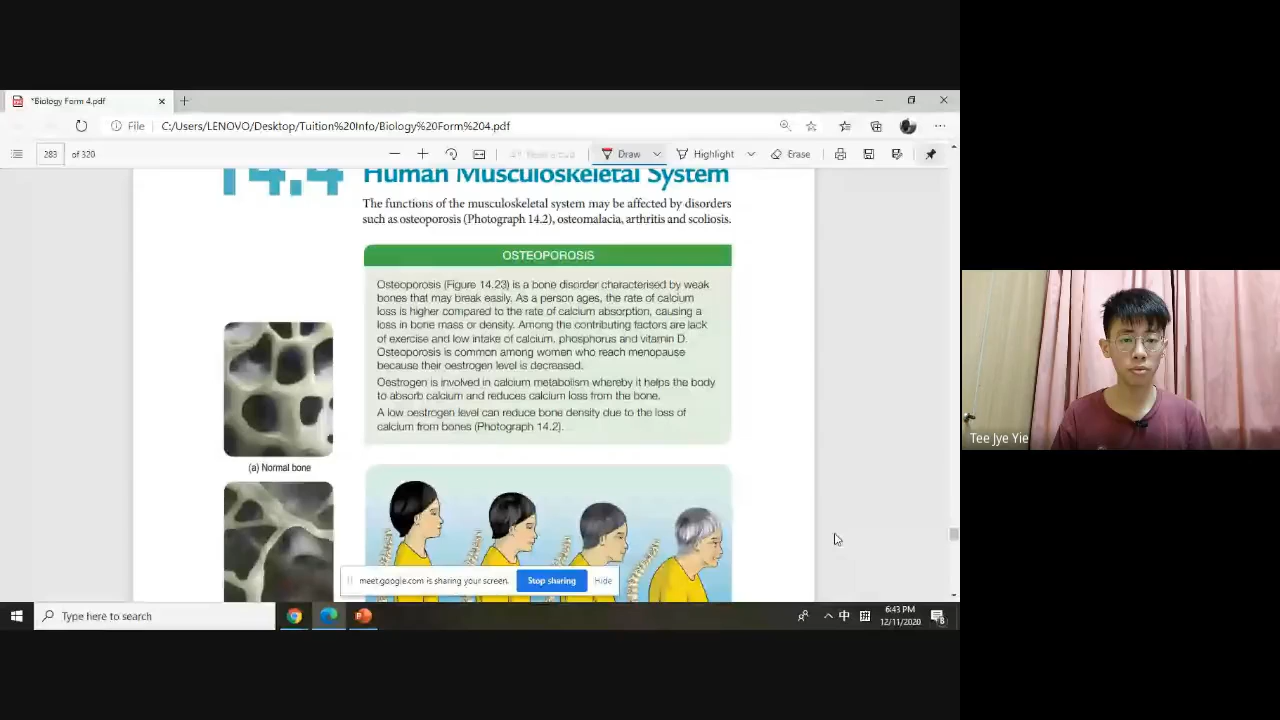 *Biology Form 4.pdf
File
C:/Users/LENOVO/Desktop/Tuition%20Info/Biology%20Form%204.pdf
283 of 320
Draw
Highlight
Erase
14.4 Human Musculoskeletal System
The functions of the musculoskeletal system may be affected by disorders
such as osteoporosis (Photograph 14.2), osteomalacia, arthritis and scoliosis.
OSTEOPOROSIS
Osteoporosis (Figure 14.23) is a bone disorder characterised by weak
bones that may break easily. As a person ages, the rate of calcium
loss is higher compared to the rate of calcium absorption, causing a
loss in bone mass or density. Among the contributing factors are lack
of exercise and low intake of calcium, phosphorus and vitamin D.
Osteoporosis is common among women who reach menopause
because their oestrogen level is decreased.
Oestrogen is involved in calcium metabolism whereby it helps the body
to absorb calcium and reduces calcium loss from the bone.
A low oestrogen level can reduce bone density due to the loss of
calcium from bones (Photograph 14.2).
(a) Normal bone
meet.google.com is sharing your screen.
Stop sharing
Hide
Type here to search
中
6:43 PM
12/11/2020
Tee Jye Yie